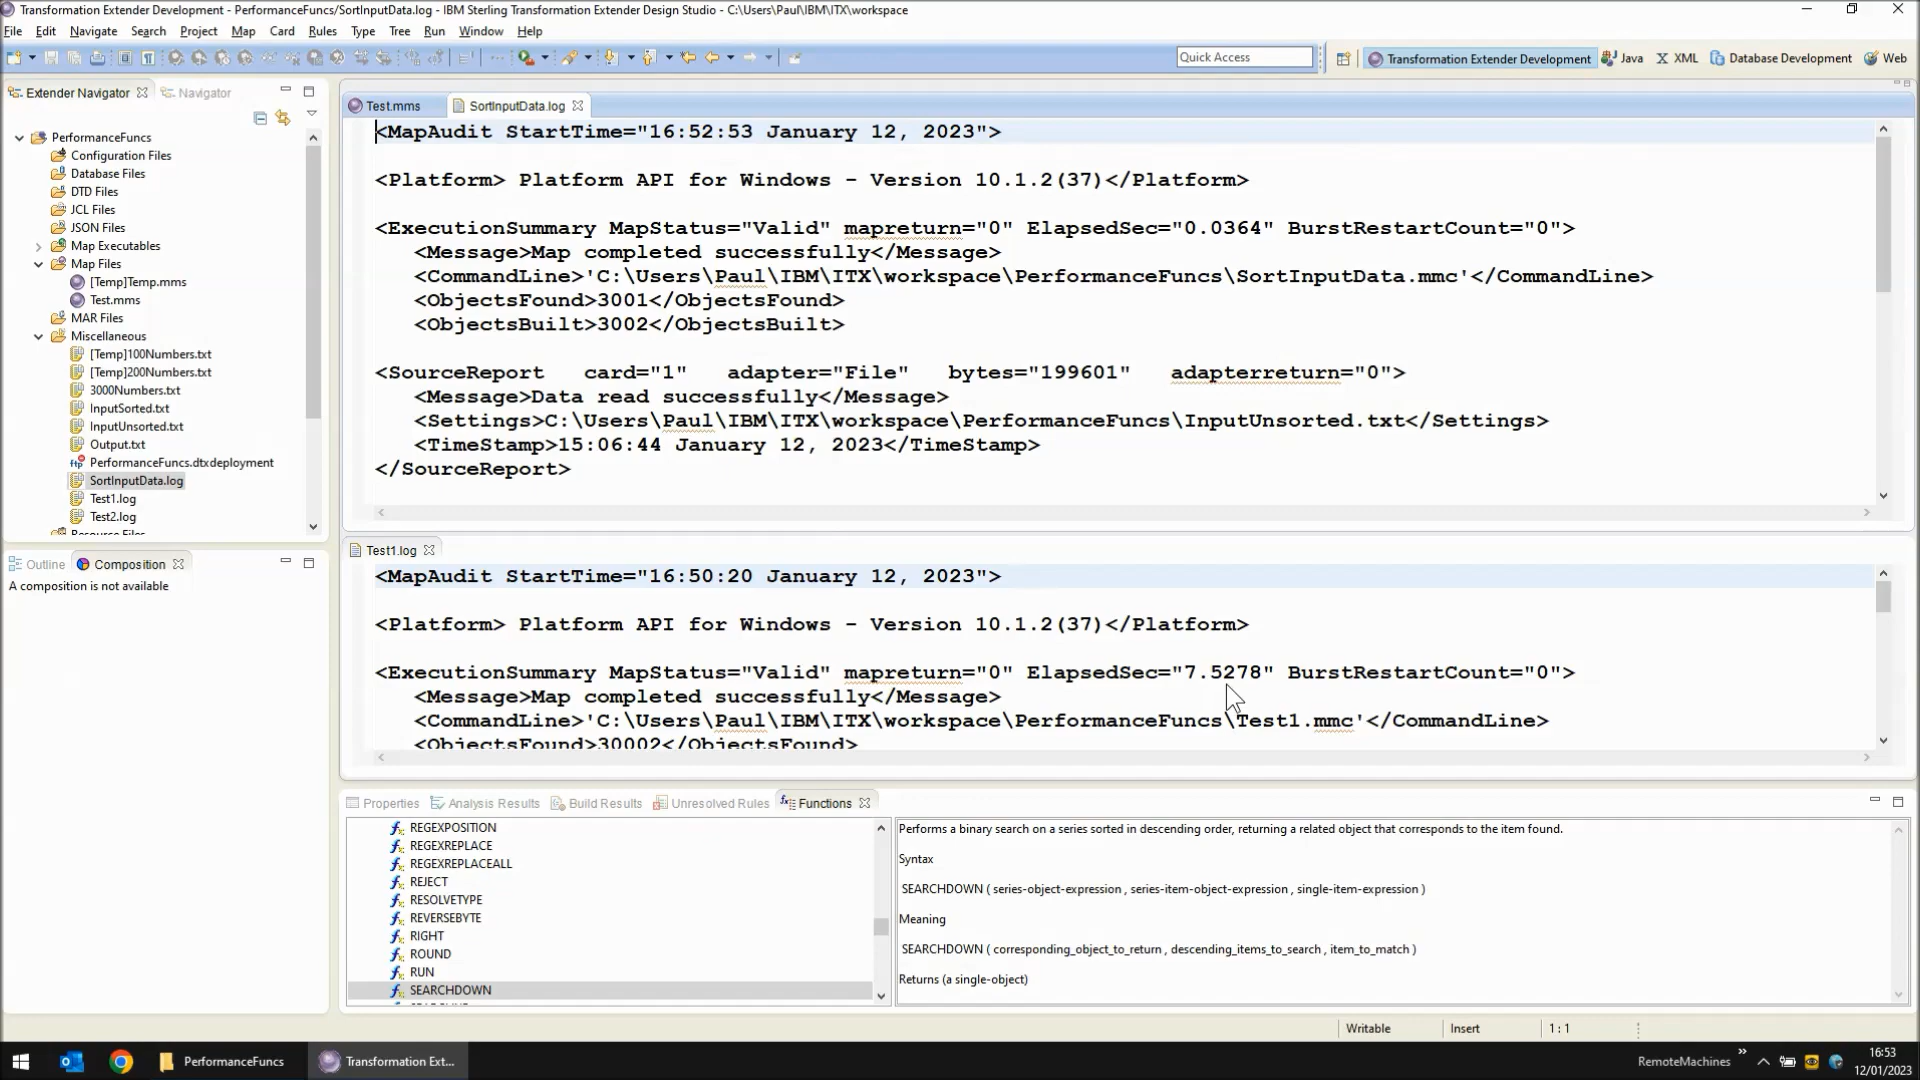 Transformation Extender Development - PerformanceFuncs/SortInputData.log - IBM Sterling Transformation Extender Design Studio - C:\Users\Paul\IBM\ITX\workspace
File Edit Navigate Search Project Map Card Rules Type Tree Run Window Help
Quick Access
Transformation Extender Development
Java
XML
Database Development
Web
Extender Navigator
Navigator
PerformanceFuncs
Configuration Files
Database Files
DTD Files
JCL Files
JSON Files
Map Executables
Map Files
[Temp]Temp.mms
Test.mms
MAR Files
Miscellaneous
[Temp]100Numbers.txt
[Temp]200Numbers.txt
3000Numbers.txt
InputSorted.txt
InputUnsorted.txt
Output.txt
PerformanceFuncs.dtxdeployment
SortInputData.log
Test1.log
Test2.log
Resource Files
Outline
Composition
A composition is not available
Test.mms
SortInputData.log
<MapAudit StartTime="16:52:53 January 12, 2023">
<Platform> Platform API for Windows - Version 10.1.2(37)</Platform>
<ExecutionSummary MapStatus="Valid" mapreturn="0" ElapsedSec="0.0364" BurstRestartCount="0">
<Message>Map completed successfully</Message>
<CommandLine>'C:\Users\Paul\IBM\ITX\workspace\PerformanceFuncs\SortInputData.mmc'</CommandLine>
<ObjectsFound>3001</ObjectsFound>
<ObjectsBuilt>3002</ObjectsBuilt>
<SourceReport card="1" adapter="File" bytes="199601" adapterreturn="0">
<Message>Data read successfully</Message>
<Settings>C:\Users\Paul\IBM\ITX\workspace\PerformanceFuncs\InputUnsorted.txt</Settings>
<TimeStamp>15:06:44 January 12, 2023</TimeStamp>
</SourceReport>
Test1.log
<MapAudit StartTime="16:50:20 January 12, 2023">
<Platform> Platform API for Windows - Version 10.1.2(37)</Platform>
<ExecutionSummary MapStatus="Valid" mapreturn="0" ElapsedSec="7.5278" BurstRestartCount="0">
<Message>Map completed successfully</Message>
<CommandLine>'C:\Users\Paul\IBM\ITX\workspace\PerformanceFuncs\Test1.mmc'</CommandLine>
<ObjectsFound>30002</ObjectsFound>
Properties
Analysis Results
Build Results
Unresolved Rules
Functions
REGEXPOSITION
REGEXREPLACE
REGEXREPLACEALL
REJECT
RESOLVETYPE
REVERSEBYTE
RIGHT
ROUND
RUN
SEARCHDOWN
Performs a binary search on a series sorted in descending order, returning a related object that corresponds to the item found.
Syntax
SEARCHDOWN ( series-object-expression , series-item-object-expression , single-item-expression )
Meaning
SEARCHDOWN ( corresponding_object_to_return , descending_items_to_search , item_to_match )
Returns (a single-object)
Writable
Insert
1 : 1
PerformanceFuncs
Transformation Ext...
RemoteMachines
16:53
12/01/2023